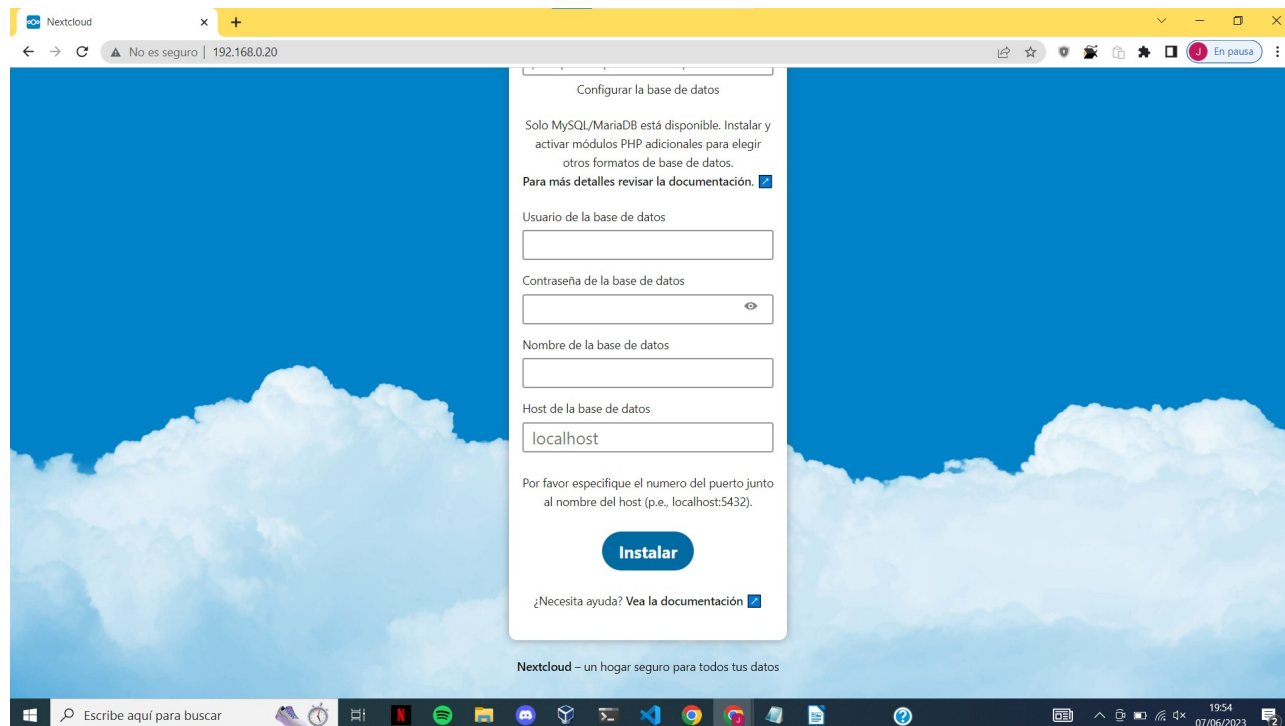 Nextcloud
No es seguro | 192.168.0.20
En pausa
Configurar la base de datos
Solo MySQL/MariaDB está disponible. Instalar y
activar módulos PHP adicionales para elegir
otros formatos de base de datos.
Para más detalles revisar la documentación.
Usuario de la base de datos
Contraseña de la base de datos
Nombre de la base de datos
Host de la base de datos
localhost
Por favor especifique el numero del puerto junto
al nombre del host (p.e., localhost:5432).
Instalar
¿Necesita ayuda? Vea la documentación
Nextcloud – un hogar seguro para todos tus datos
Escribe aquí para buscar
19:54
07/06/2023